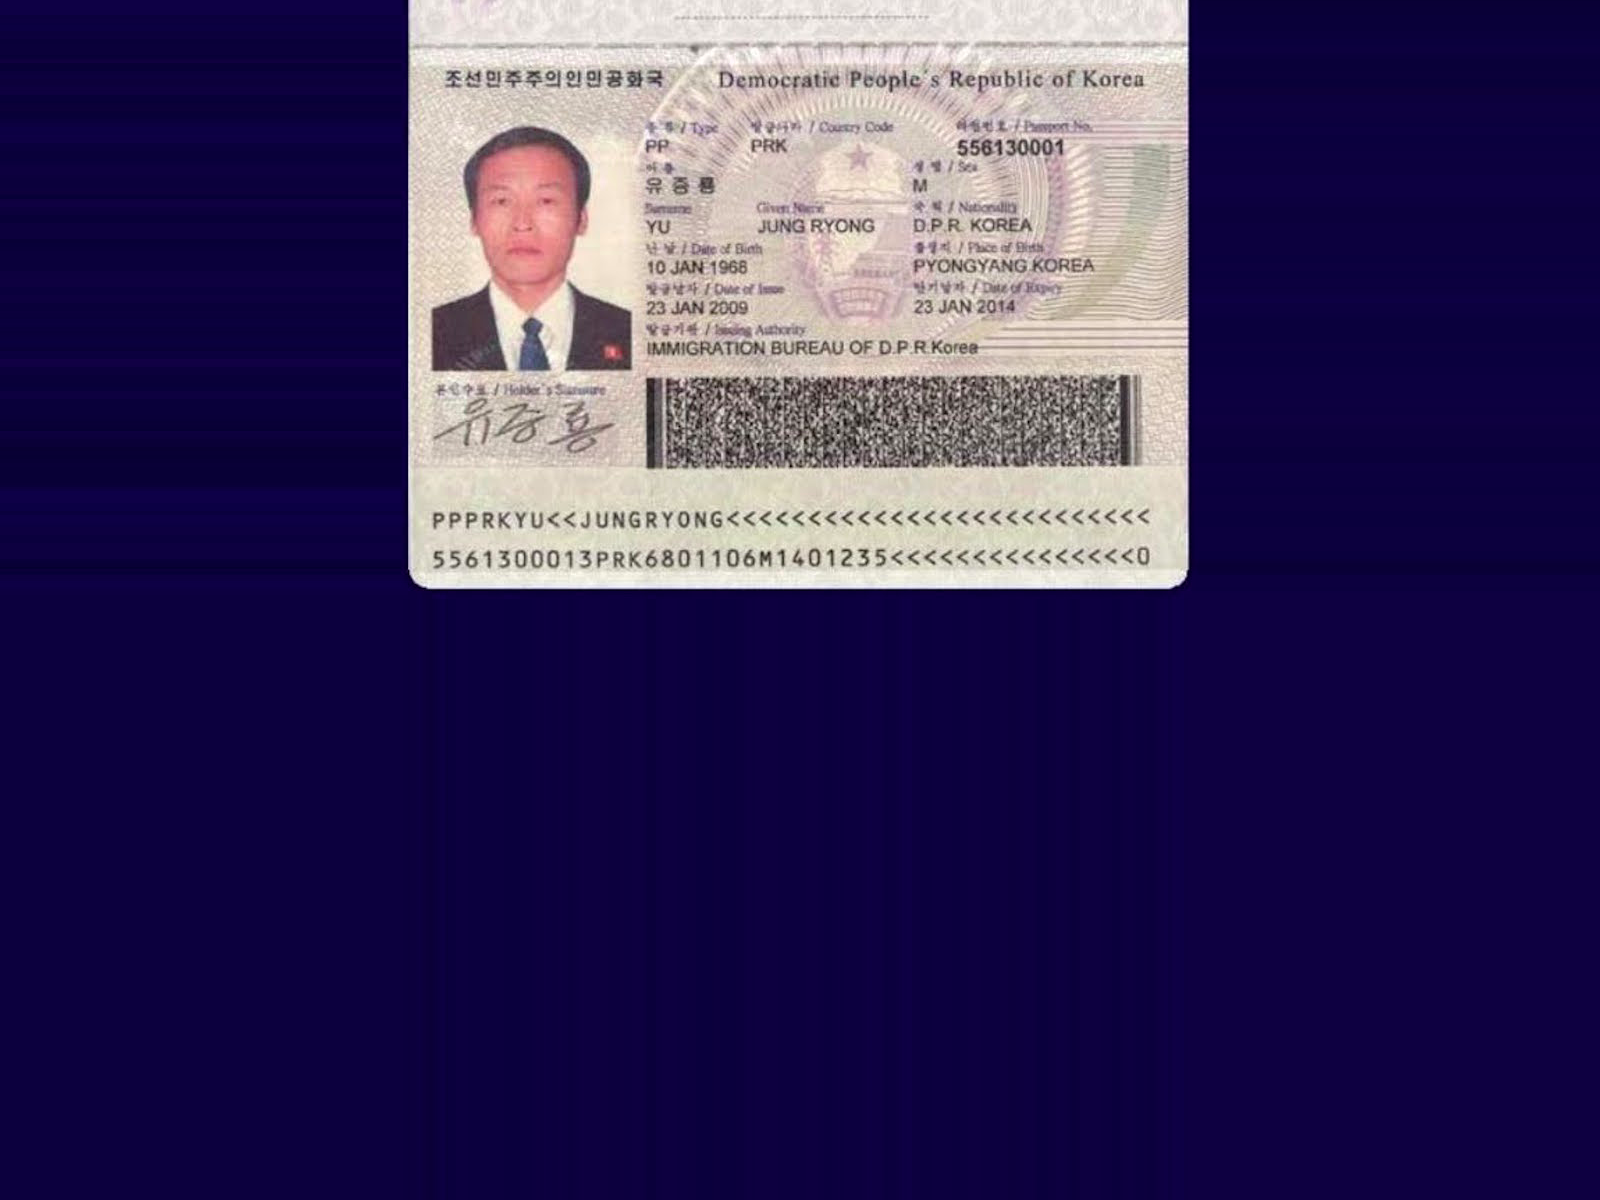 조선민주주의인민공화국 Democratic People´s Republic of Korea
종 류 / Type 발급나라 / Country Code 려권번호 / Passport No.
PP PRK 556130001
이 름 성 별 / Sex
유 증 룡 M
Surname Given Name 국 적 / Nationality
YU JUNG RYONG D.P.R. KOREA
난 날 / Date of Birth 출생지 / Place of Birth
10 JAN 1968 PYONGYANG KOREA
발급날자 / Date of Issue 만기날자 / Date of Expiry
23 JAN 2009 23 JAN 2014
발급기관 / Issuing Authority
IMMIGRATION BUREAU OF D.P.R.Korea
본인수표 / Holder´s Signature
유증룡
PPPRKYU<<JUNGRYONG<<<<<<<<<<<<<<<<<<<<<<<<<<
5561300013PRK6801106M1401235<<<<<<<<<<<<<<<0